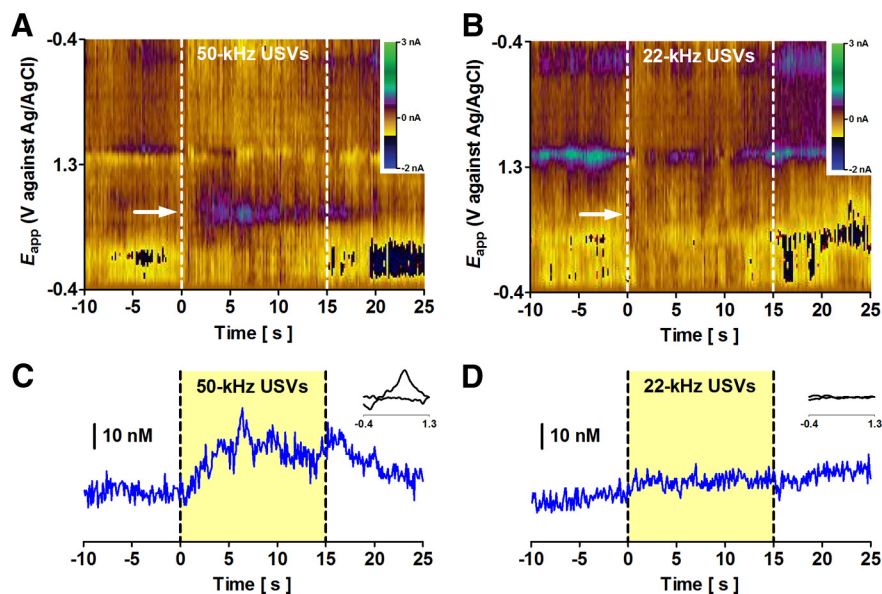 A
50-kHz USVs
3 nA
0 nA
-2 nA
-0.4
1.3
-0.4
E app (V against Ag/AgCl)
-10 -5 0 5 10 15 20 25
Time [ s ]
B
22-kHz USVs
3 nA
0 nA
-2 nA
-0.4
1.3
-0.4
E app (V against Ag/AgCl)
-10 -5 0 5 10 15 20 25
Time [ s ]
C
50-kHz USVs
10 nM
-0.4 1.3
-10 -5 0 5 10 15 20 25
Time [ s ]
D
22-kHz USVs
10 nM
-0.4 1.3
-10 -5 0 5 10 15 20 25
Time [ s ]